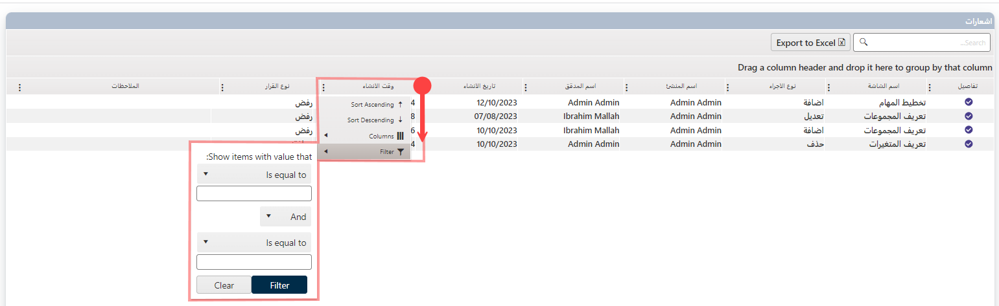 اشعارات
Search...
Export to Excel
Drag a column header and drop it here to group by that column
تفاصيل اسم الشاشة نوع الاجراء اسم المنشئ اسم المدقق تاريخ الانشاء وقت الانشاء نوع القرار الملاحظات
تخطيط المهام اضافة Admin Admin Admin Admin 12/10/2023 4 رفض
تعريف المجموعات تعديل Admin Admin Ibrahim Mallah 07/08/2023 8 رفض
تعريف المجموعات اضافة Admin Admin Ibrahim Mallah 10/10/2023 6 رفض
تعريف المتغيرات حذف Admin Admin Admin Admin 10/10/2023 4
Sort Ascending
Sort Descending
Columns
Filter
Show items with value that:
Is equal to
And
Is equal to
Filter Clear